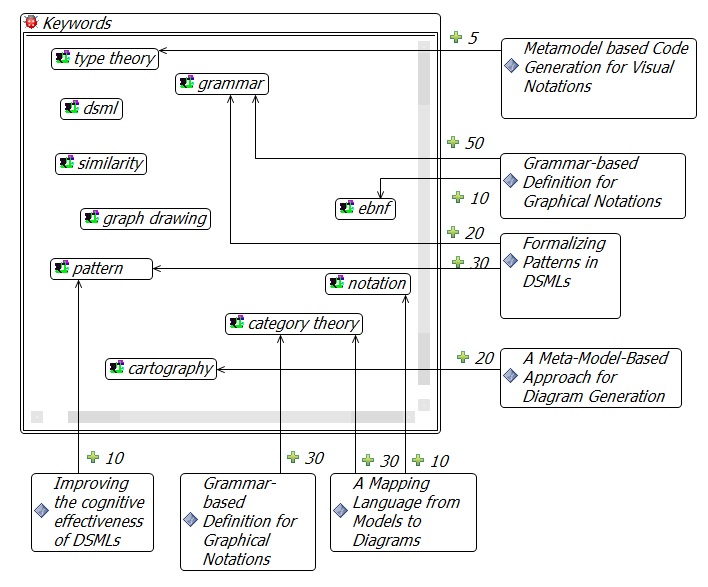 Keywords
type theory
grammar
dsml
similarity
graph drawing
ebnf
pattern
notation
category theory
cartography
5
Metamodel based Code
Generation for Visual
Notations
50
Grammar-based
Definition for
Graphical Notations
10
20
Formalizing
Patterns in
DSMLs
30
20
A Meta-Model-Based
Approach for
Diagram Generation
10
Improving
the cognitive
effectiveness
of DSMLs
30
Grammar-
based
Definition for
Graphical
Notations
30
10
A Mapping
Language from
Models to
Diagrams